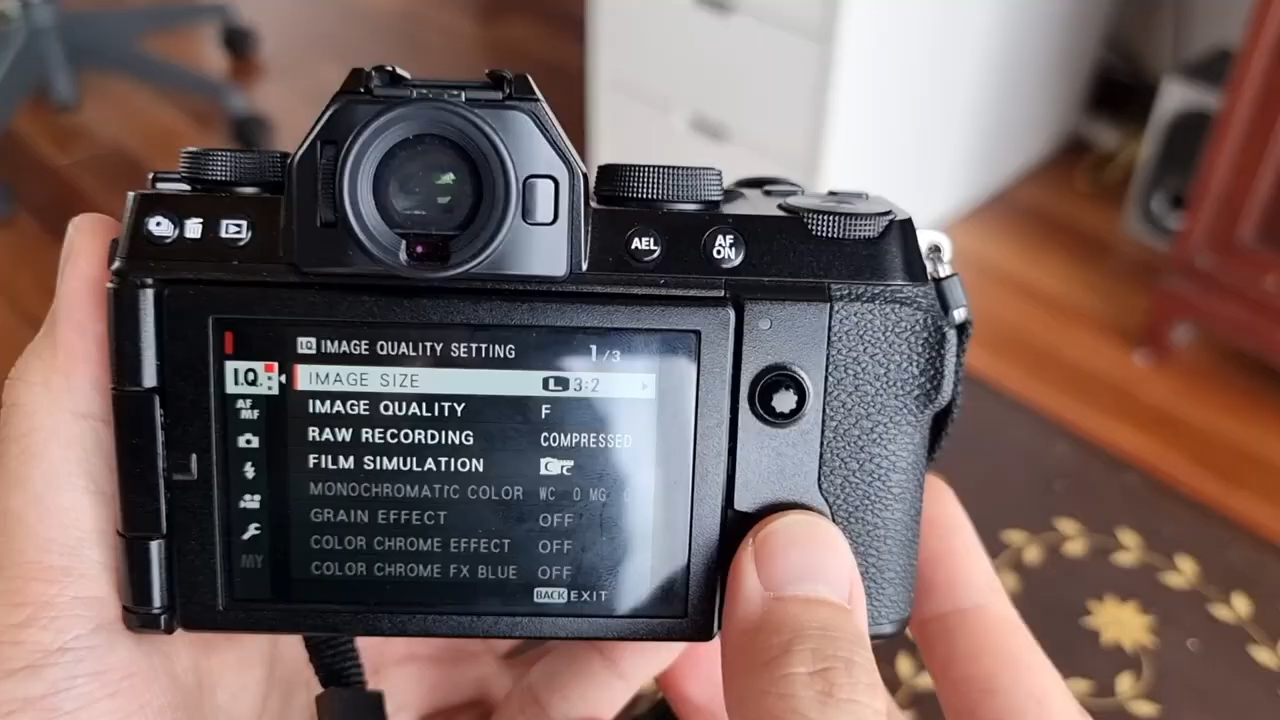 AEL
AF
ON
I.Q. IMAGE QUALITY SETTING 1/3
I.Q. IMAGE SIZE L 3:2
AF
MF
IMAGE QUALITY F
RAW RECORDING COMPRESSED
FILM SIMULATION C
MONOCHROMATIC COLOR WC 0 MG 0
GRAIN EFFECT OFF
COLOR CHROME EFFECT OFF
MY
COLOR CHROME FX BLUE OFF
BACK EXIT